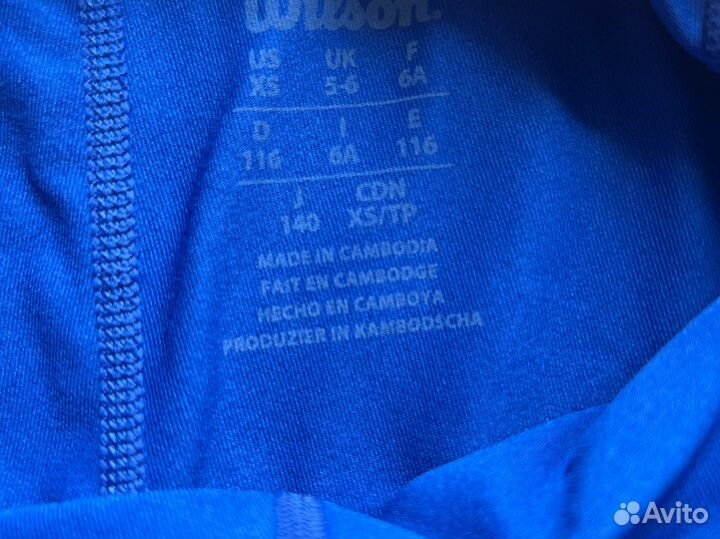 Wilson.
US UK F
XS 5-6 6A
D I E
116 6A 116
J CDN
140 XS/TP
MADE IN CAMBODIA
FAIT EN CAMBODGE
HECHO EN CAMBOYA
PRODUZIER IN KAMBODSCHA
Avito